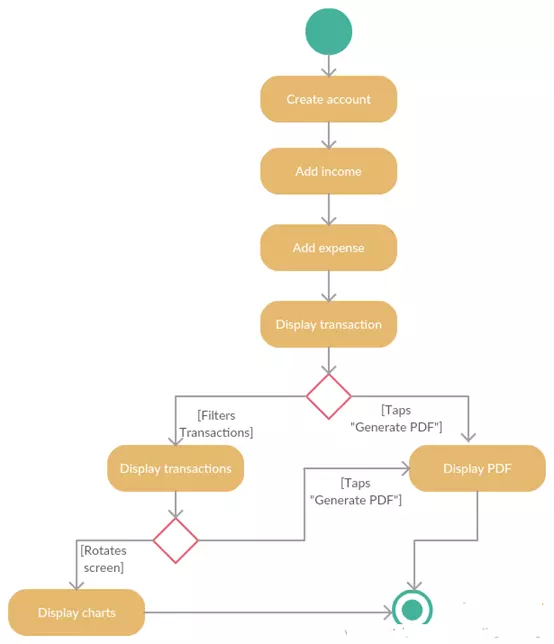 Create account
Add income
Add expense
Display transaction
[Filters
Transactions]
[Taps
"Generate PDF"]
Display transactions
Display PDF
[Taps
"Generate PDF"]
[Rotates
screen]
Display charts